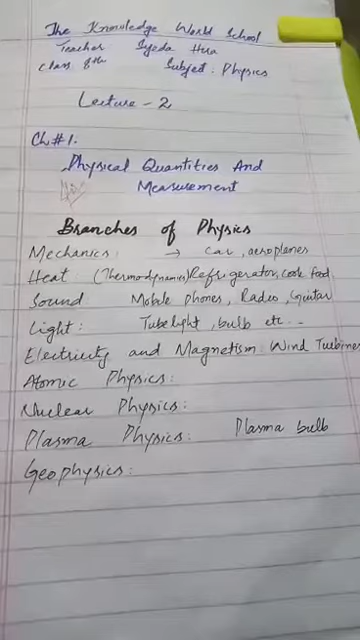 The Knowledge World School
Teacher Syeda Hira
Class 8th Subject: Physics
Lecture - 2
Ch#1.
Physical Quantities And
Measurement
Branches of Physics
Mechanics: → car, aeroplanes
Heat (Thermodynamics) Refrigerator, cook food
Sound Mobile phones, Radio, Guitar
Light: Tubelight, bulb etc...
Electricity and Magnetism: Wind Turbines
Atomic Physics:
Nuclear Physics:
Plasma Physics: Plasma bulb
Geophysics: